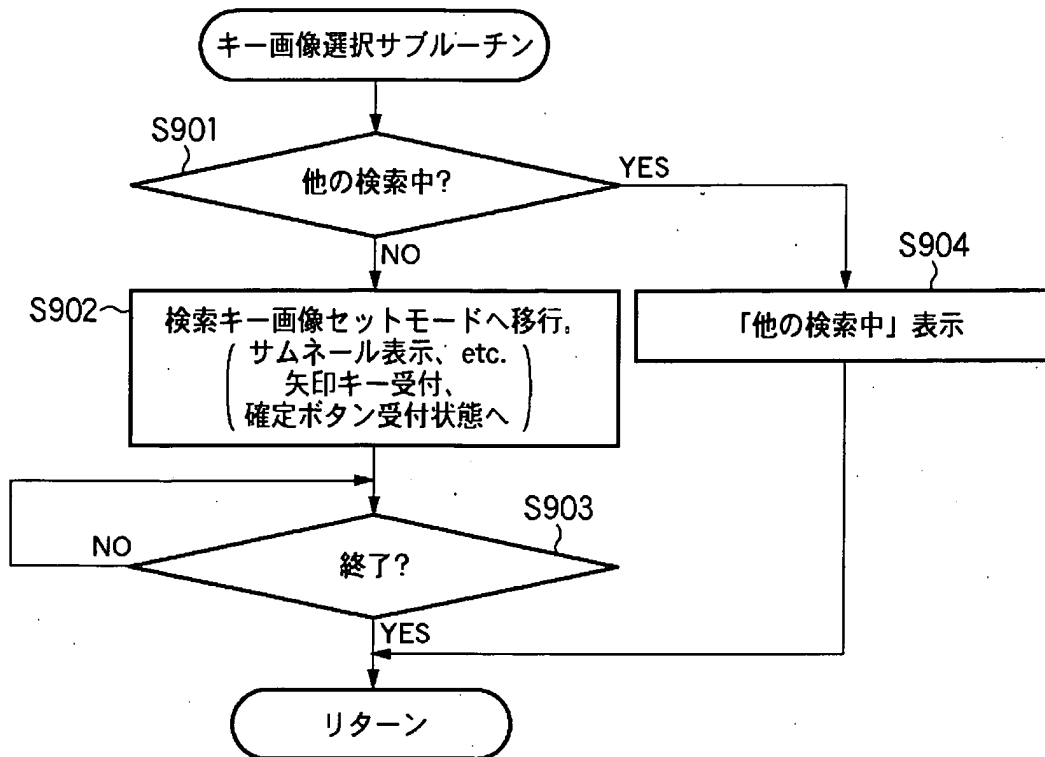 キー画像選択サブルーチン
S901
他の検索中?
YES
NO
S904
S902
検索キー画像セットモードへ移行。
サムネール表示、etc.
矢印キー受付、
確定ボタン受付状態へ
「他の検索中」表示
S903
NO
終了?
YES
リターン